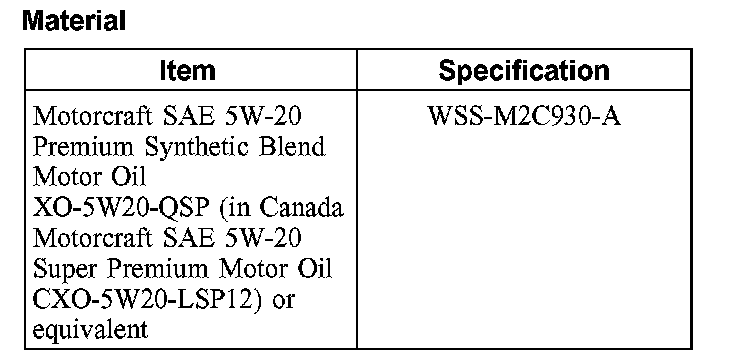 Material
Item
Specification
Motorcraft SAE 5W-20
WSS-M2C930-A
Premium Synthetic Blend
Motor Oil
XO-5W20-QSP (in Canada
Motorcraft SAE 5W-20
Super Premium Motor Oil
CXO-5W20-LSP12) or
equivalent